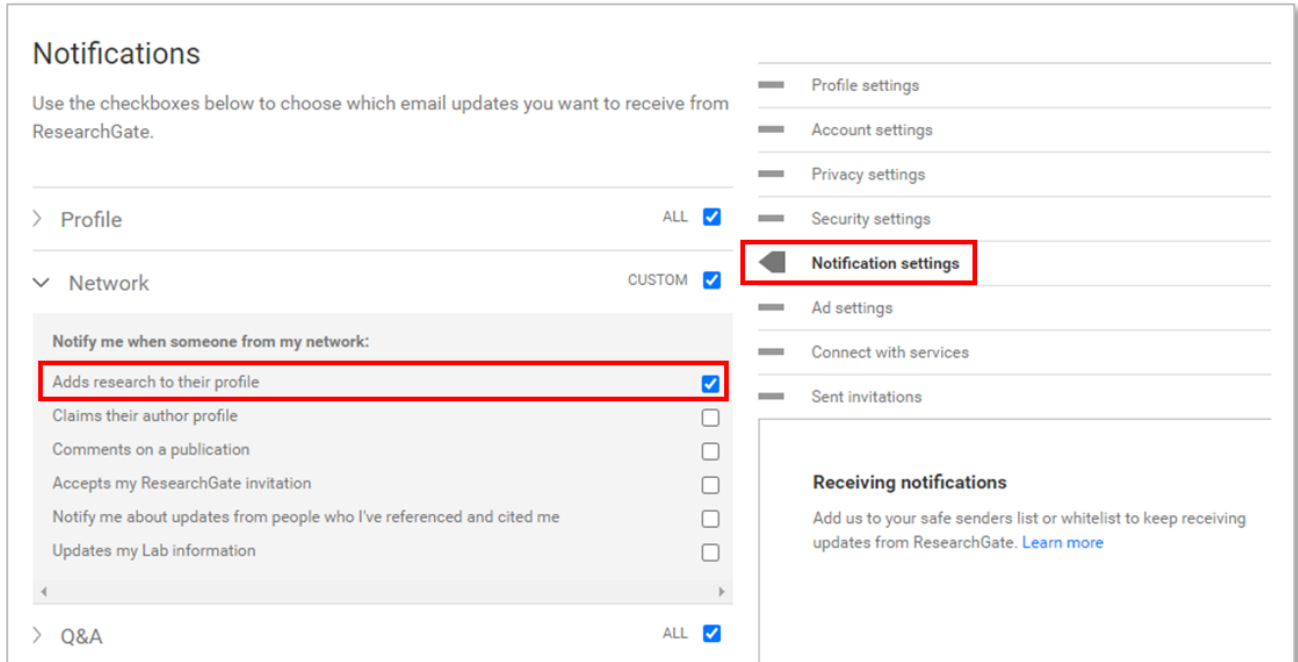 Notifications
Use the checkboxes below to choose which email updates you want to receive from
ResearchGate.
Profile
ALL
Network
CUSTOM
Notify me when someone from my network:
Adds research to their profile
Claims their author profile
Comments on a publication
Accepts my ResearchGate invitation
Notify me about updates from people who I've referenced and cited me
Updates my Lab information
Q&A
ALL
Profile settings
Account settings
Privacy settings
Security settings
Notification settings
Ad settings
Connect with services
Sent invitations
Receiving notifications
Add us to your safe senders list or whitelist to keep receiving
updates from ResearchGate. Learn more